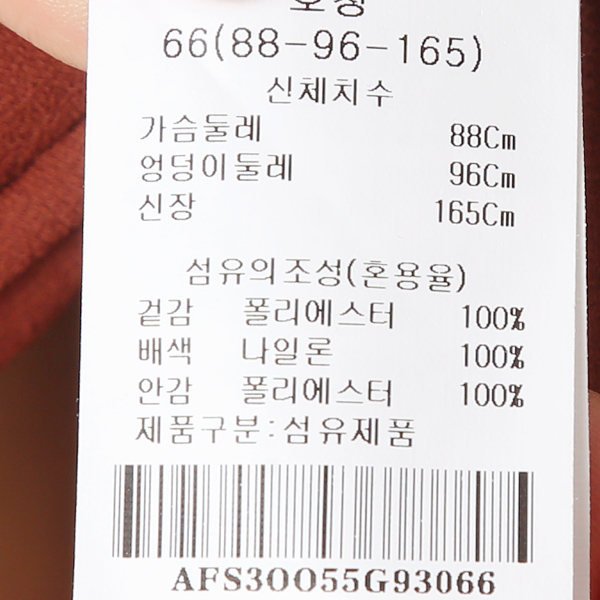 호칭
66(88-96-165)
신체치수
가슴둘레 88Cm
엉덩이둘레 96Cm
신장 165Cm
섬유의조성(혼용율)
겉감 폴리에스터 100%
배색 나일론 100%
안감 폴리에스터 100%
제품구분:섬유제품
AFS30055G93066